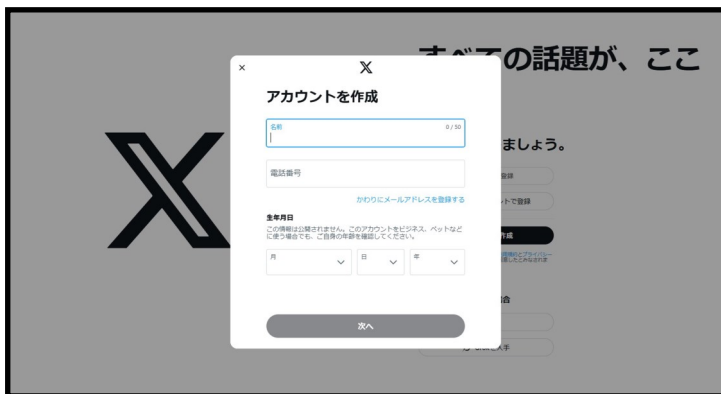 すべての話題が、ここ
ましょう。
登録
トで登録
作成
アカウントを作成
名前
0 / 50
電話番号
かわりにメールアドレスを登録する
生年月日
この情報は公開されません。このアカウントをビジネス、ペットなど
に使う場合でも、ご自身の年齢を確認してください。
月
日
年
次へ
合
入手